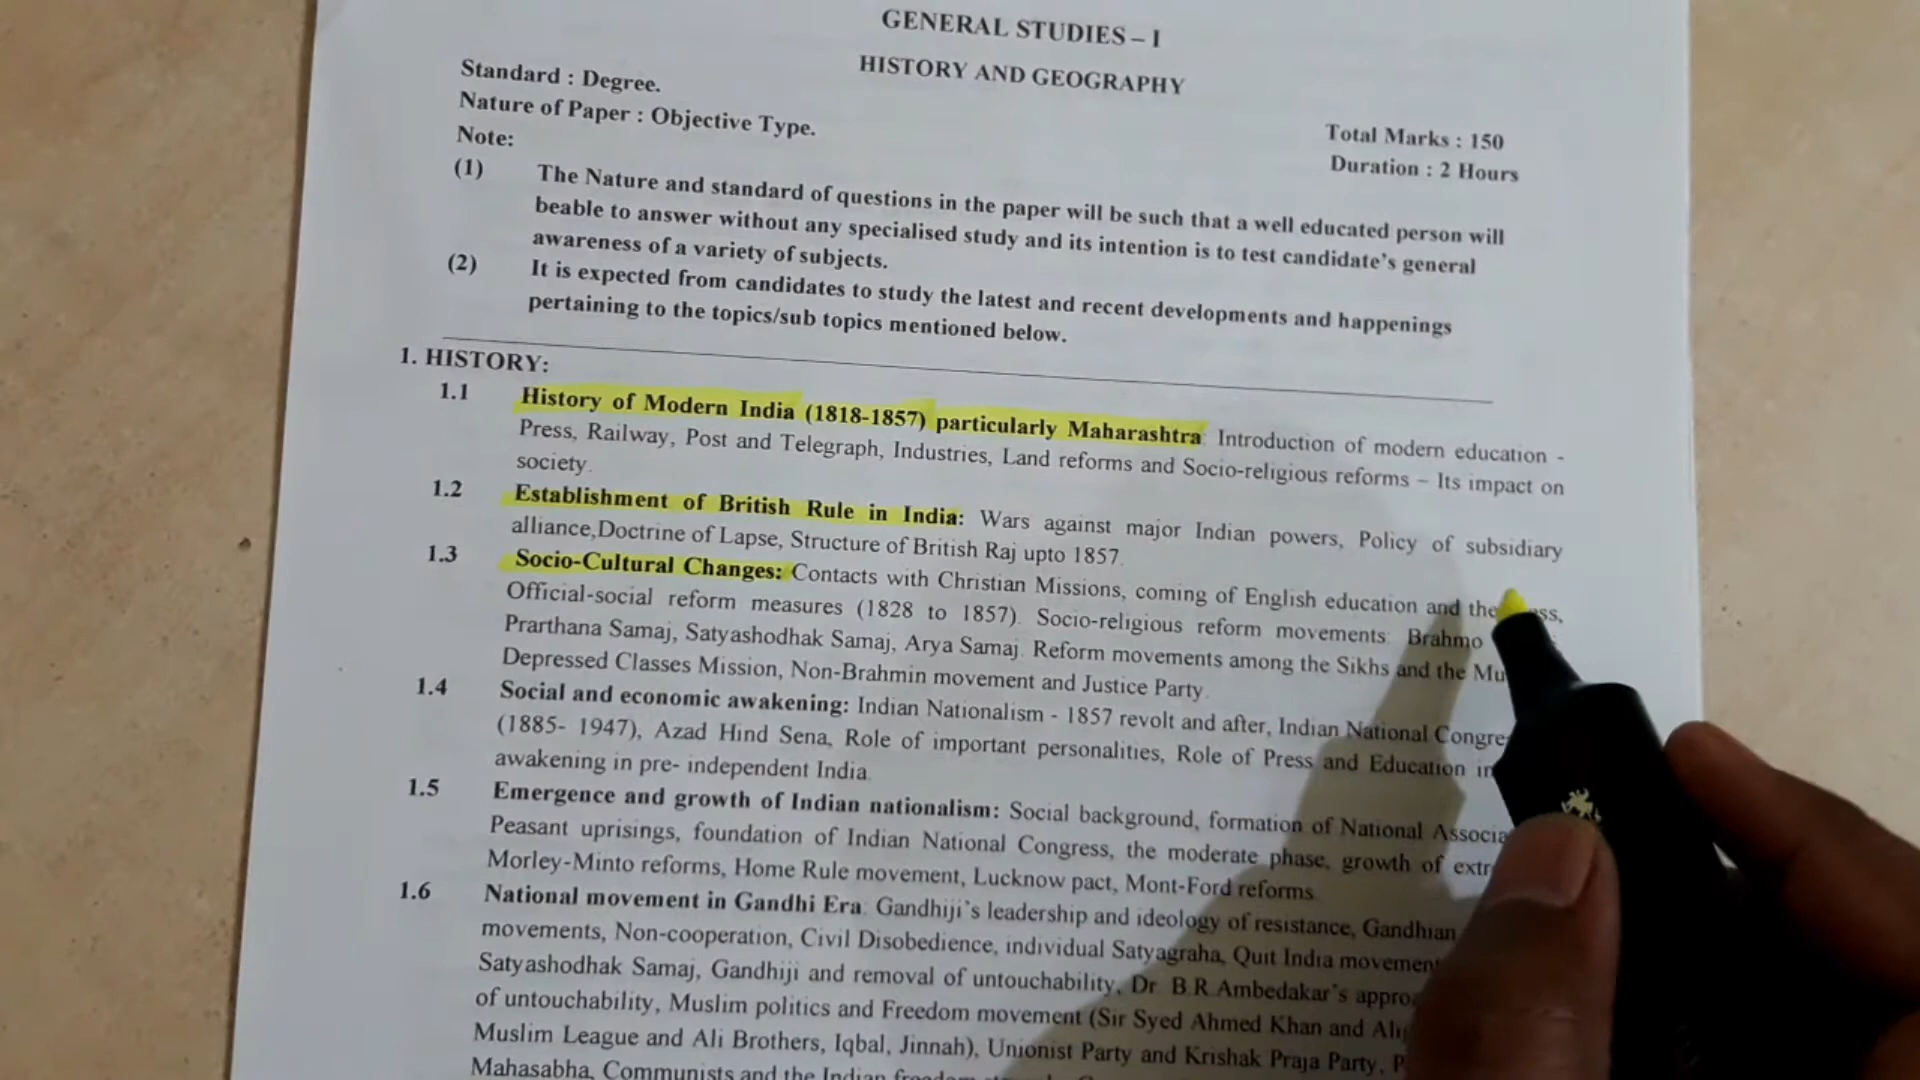 GENERAL STUDIES – I
HISTORY AND GEOGRAPHY
Standard : Degree.
Nature of Paper : Objective Type.
Total Marks : 150
Duration : 2 Hours
Note:
(1) The Nature and standard of questions in the paper will be such that a well educated person will
beable to answer without any specialised study and its intention is to test candidate's general
awareness of a variety of subjects.
(2) It is expected from candidates to study the latest and recent developments and happenings
pertaining to the topics/sub topics mentioned below.
1. HISTORY:
1.1 History of Modern India (1818-1857) particularly Maharashtra: Introduction of modern education -
Press, Railway, Post and Telegraph, Industries, Land reforms and Socio-religious reforms – Its impact on
society.
1.2 Establishment of British Rule in India: Wars against major Indian powers, Policy of subsidiary
alliance,Doctrine of Lapse, Structure of British Raj upto 1857.
1.3 Socio-Cultural Changes: Contacts with Christian Missions, coming of English education and the
Official-social reform measures (1828 to 1857). Socio-religious reform movements: Brahmo
Prarthana Samaj, Satyashodhak Samaj, Arya Samaj. Reform movements among the Sikhs and the
Depressed Classes Mission, Non-Brahmin movement and Justice Party.
1.4 Social and economic awakening: Indian Nationalism - 1857 revolt and after, Indian National
(1885- 1947), Azad Hind Sena, Role of important personalities, Role of Press and Education in
awakening in pre- independent India.
1.5 Emergence and growth of Indian nationalism: Social background, formation of National
Peasant uprisings, foundation of Indian National Congress, the moderate phase, growth of
Morley-Minto reforms, Home Rule movement, Lucknow pact, Mont-Ford reforms.
1.6 National movement in Gandhi Era: Gandhiji's leadership and ideology of resistance, Gandhian
movements, Non-cooperation, Civil Disobedience, individual Satyagraha, Quit India
Satyashodhak Samaj, Gandhiji and removal of untouchability, Dr. B.R.Ambedakar's
of untouchability, Muslim politics and Freedom movement (Sir Syed Ahmed Khan and
Muslim League and Ali Brothers, Iqbal, Jinnah), Unionist Party and Krishak Praja Party,
Mahasabha, Communists and the Indian